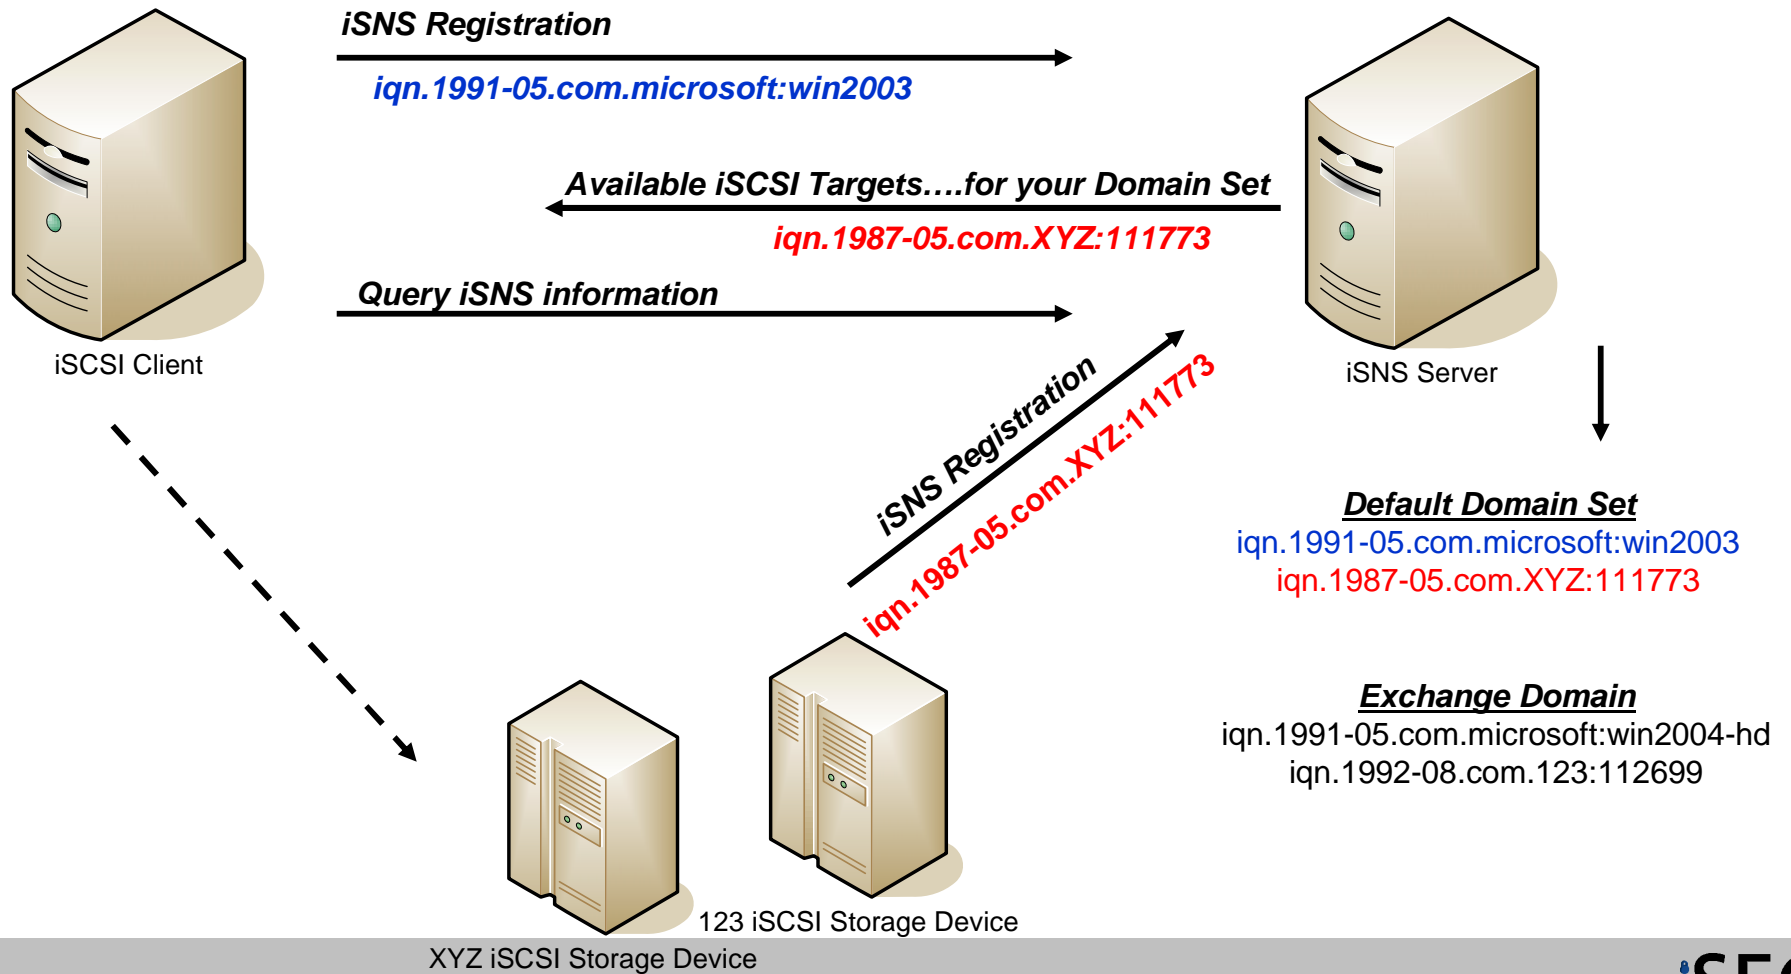 iSNS Registration
iqn.1991-05.com.microsoft:win2003
Available iSCSI Targets….for your Domain Set
iqn.1987-05.com.XYZ:111773
Query iSNS information
iSCSI Client
iSNS Server
iSNS Registration
iqn.1987-05.com.XYZ:111773
Default Domain Set
iqn.1991-05.com.microsoft:win2003
iqn.1987-05.com.XYZ:111773
Exchange Domain
iqn.1991-05.com.microsoft:win2004-hd
iqn.1992-08.com.123:112699
123 iSCSI Storage Device
XYZ iSCSI Storage Device